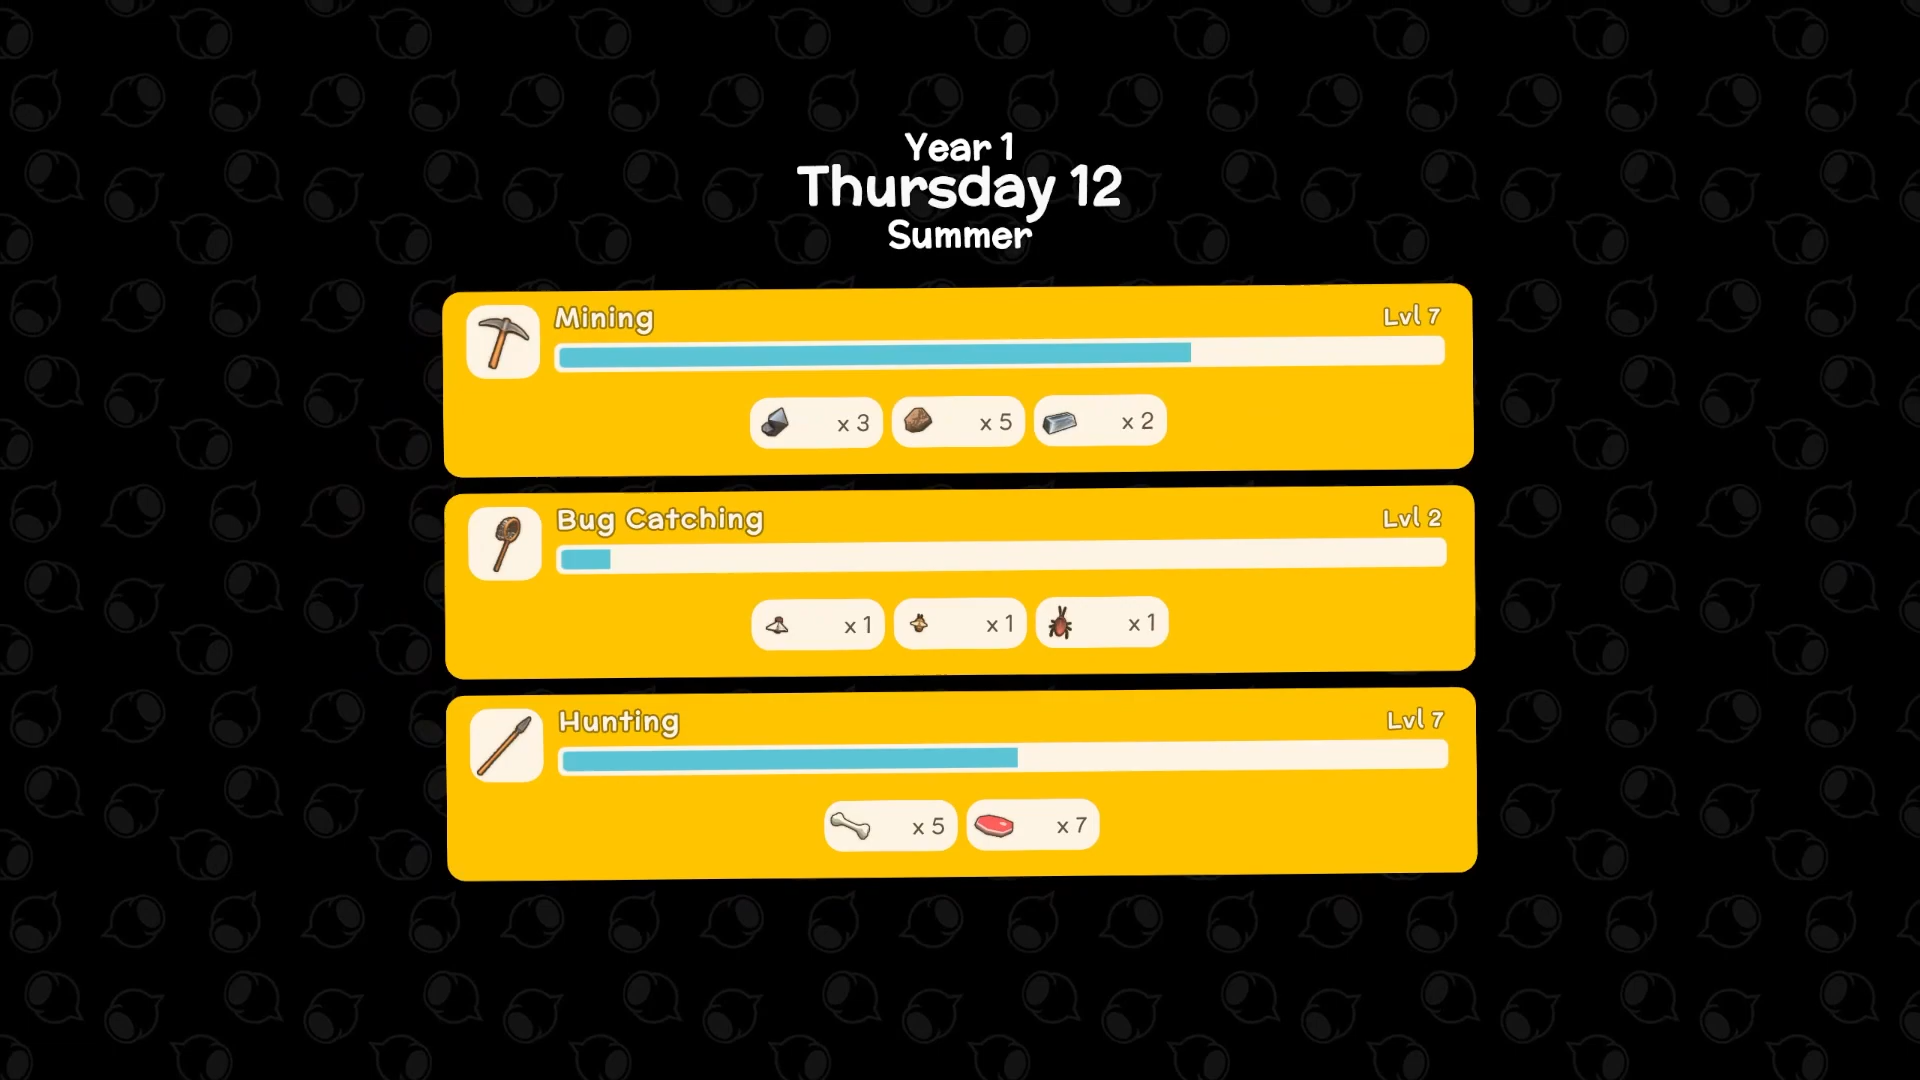 Year 1
Thursday 12
Summer
Mining Lvl 7
x 3 x 5 x 2
Bug Catching Lvl 2
x 1 x 1 x 1
Hunting Lvl 7
x 5 x 7